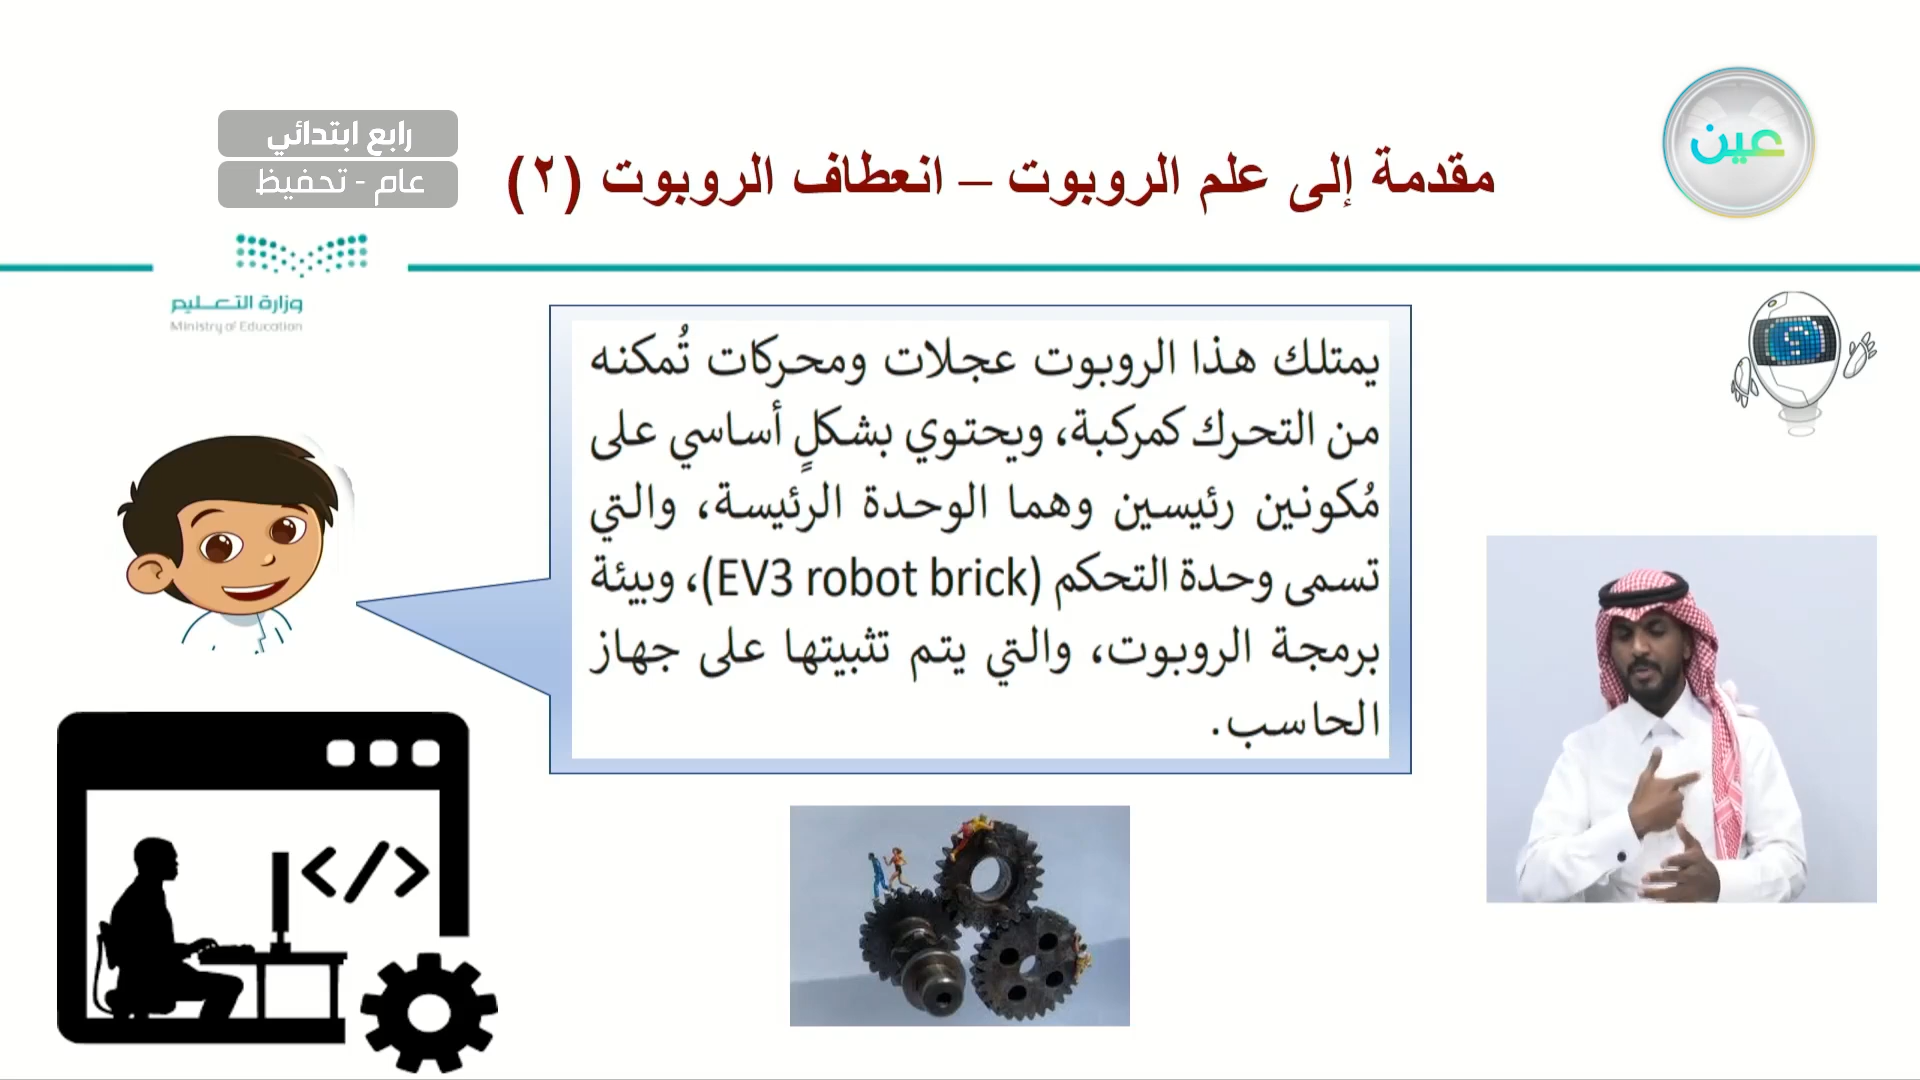 عين
رابع ابتدائي
عام - تحفيظ
مقدمة إلى علم الروبوت – انعطاف الروبوت (٢)
وزارة التعـــليم
Ministry of Education
يمتلك هذا الروبوت عجلات ومحركات تُمكنه
من التحرك كمركبة، ويحتوي بشكلٍ أساسي على
مُكونين رئيسين وهما الوحدة الرئيسة، والتي
تسمى وحدة التحكم (EV3 robot brick)، وبيئة
برمجة الروبوت، والتي يتم تثبيتها على جهاز
الحاسب.
</>